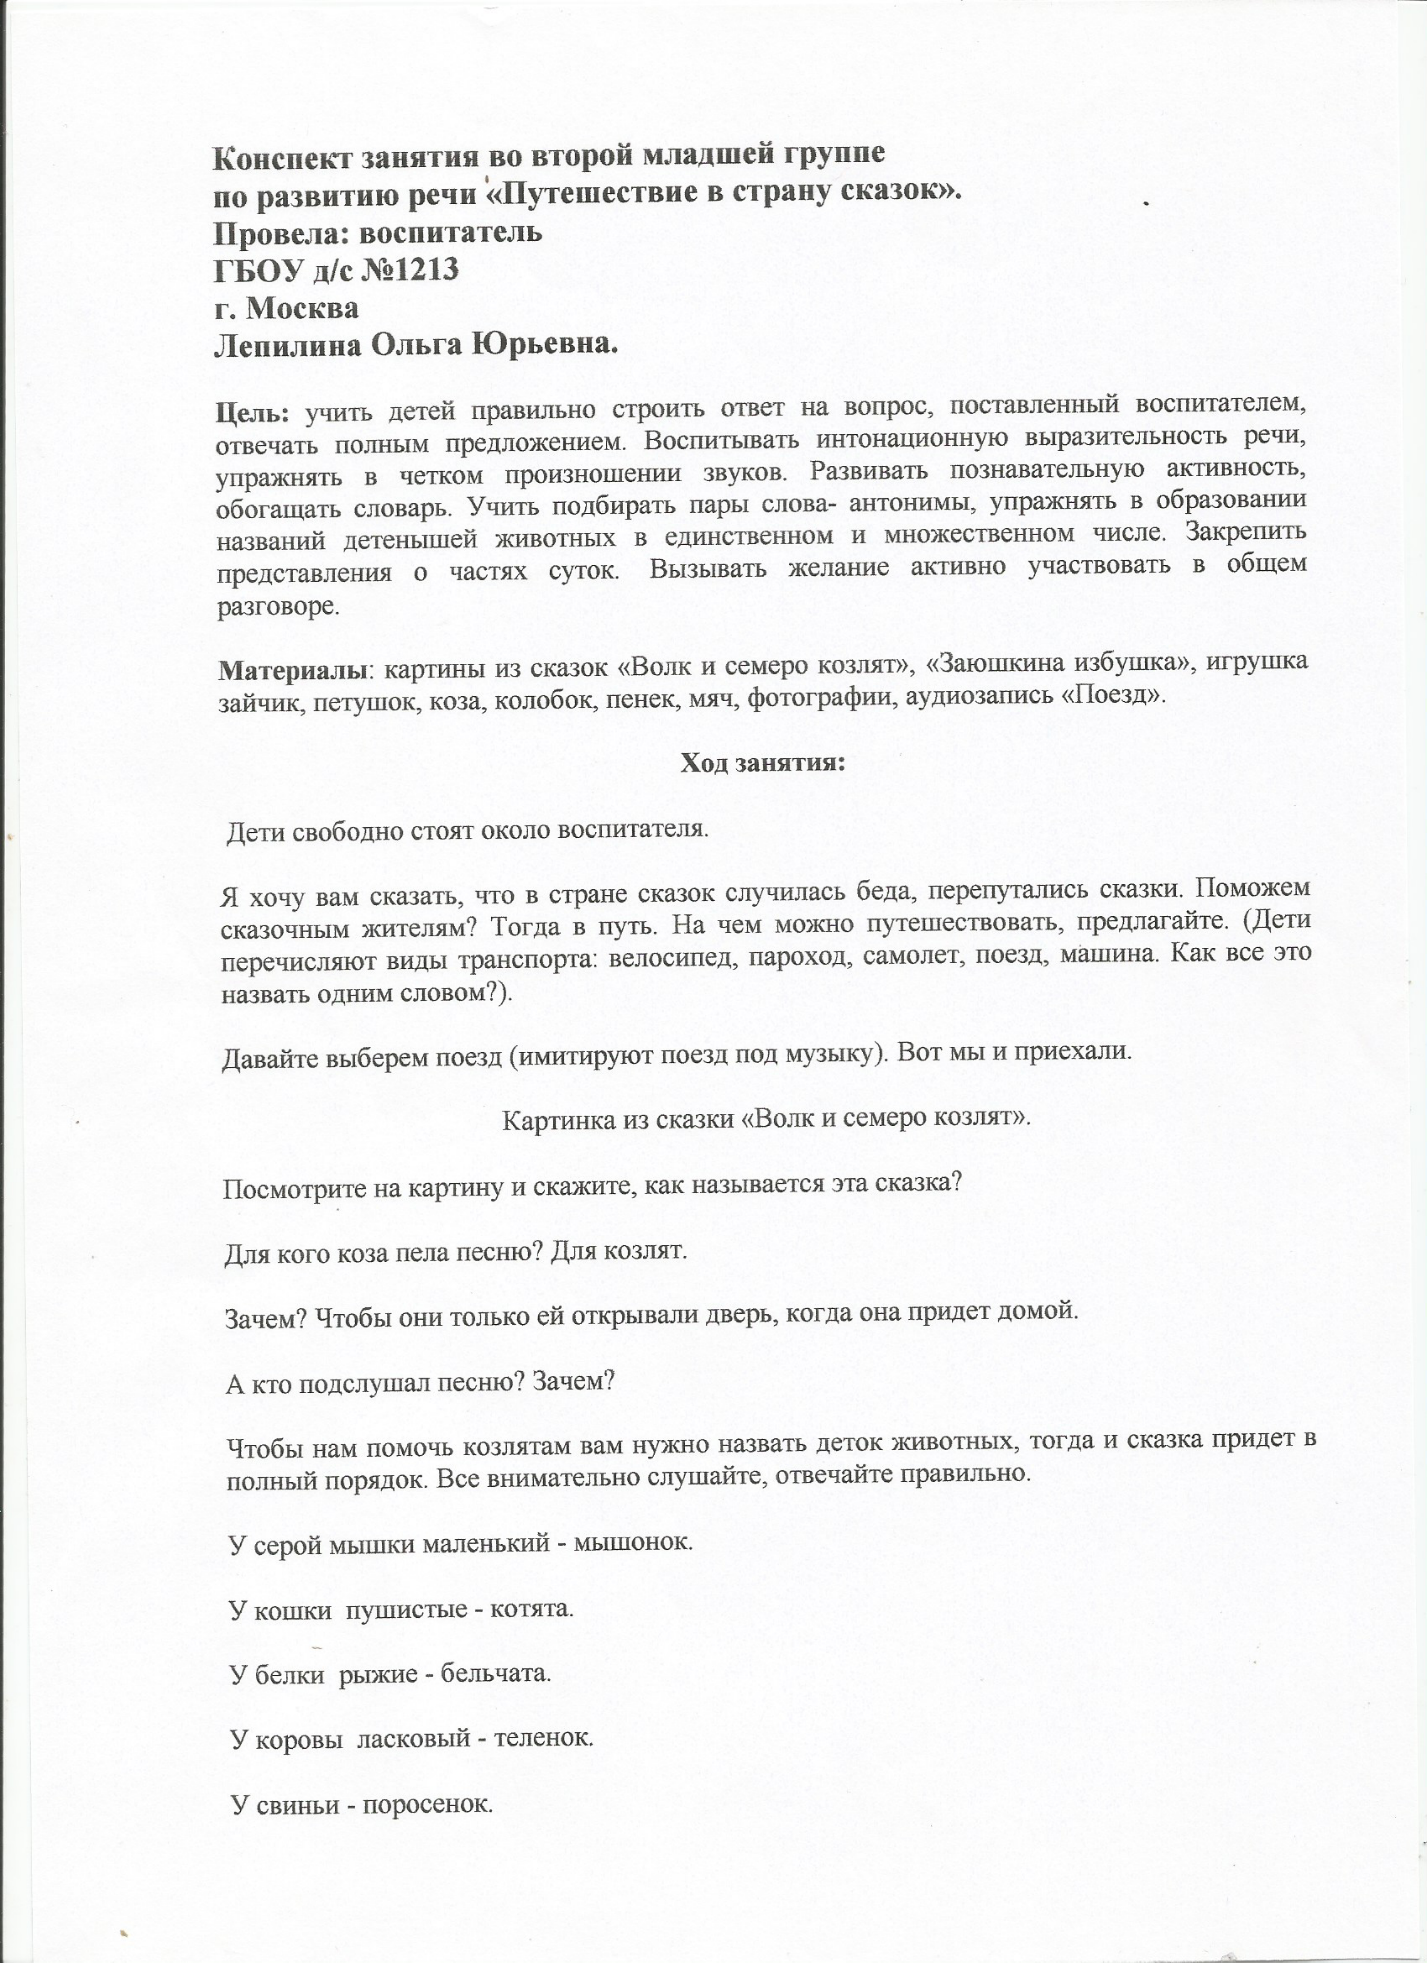 Конспект занятия во второй младшей группе
по развитию речи «Путешествие в страну сказок».
Провела: воспитатель
ГБОУ д/с №1213
г. Москва
Лепилина Ольга Юрьевна.
Цель: учить детей правильно строить ответ на вопрос, поставленный воспитателем,
отвечать полным предложением. Воспитывать интонационную выразительность речи,
упражнять в четком произношении звуков. Развивать познавательную активность,
обогащать словарь. Учить подбирать пары слова- антонимы, упражнять в образовании
названий детенышей животных в единственном и множественном числе. Закрепить
представления о частях суток. Вызывать желание активно участвовать в общем
разговоре.
Материалы: картины из сказок «Волк и семеро козлят», «Заюшкина избушка», игрушка
зайчик, петушок, коза, колобок, пенек, мяч, фотографии, аудиозапись «Поезд».
Ход занятия:
Дети свободно стоят около воспитателя.
Я хочу вам сказать, что в стране сказок случилась беда, перепутались сказки. Поможем
сказочным жителям? Тогда в путь. На чем можно путешествовать, предлагайте. (Дети
перечисляют виды транспорта: велосипед, пароход, самолет, поезд, машина. Как все это
назвать одним словом?).
Давайте выберем поезд (имитируют поезд под музыку). Вот мы и приехали.
Картинка из сказки «Волк и семеро козлят».
Посмотрите на картину и скажите, как называется эта сказка?
Для кого коза пела песню? Для козлят.
Зачем? Чтобы они только ей открывали дверь, когда она придет домой.
А кто подслушал песню? Зачем?
Чтобы нам помочь козлятам вам нужно назвать деток животных, тогда и сказка придет в
полный порядок. Все внимательно слушайте, отвечайте правильно.
У серой мышки маленький - мышонок.
У кошки пушистые - котята.
У белки рыжие - бельчата.
У коровы ласковый - теленок.
У свиньи - поросенок.